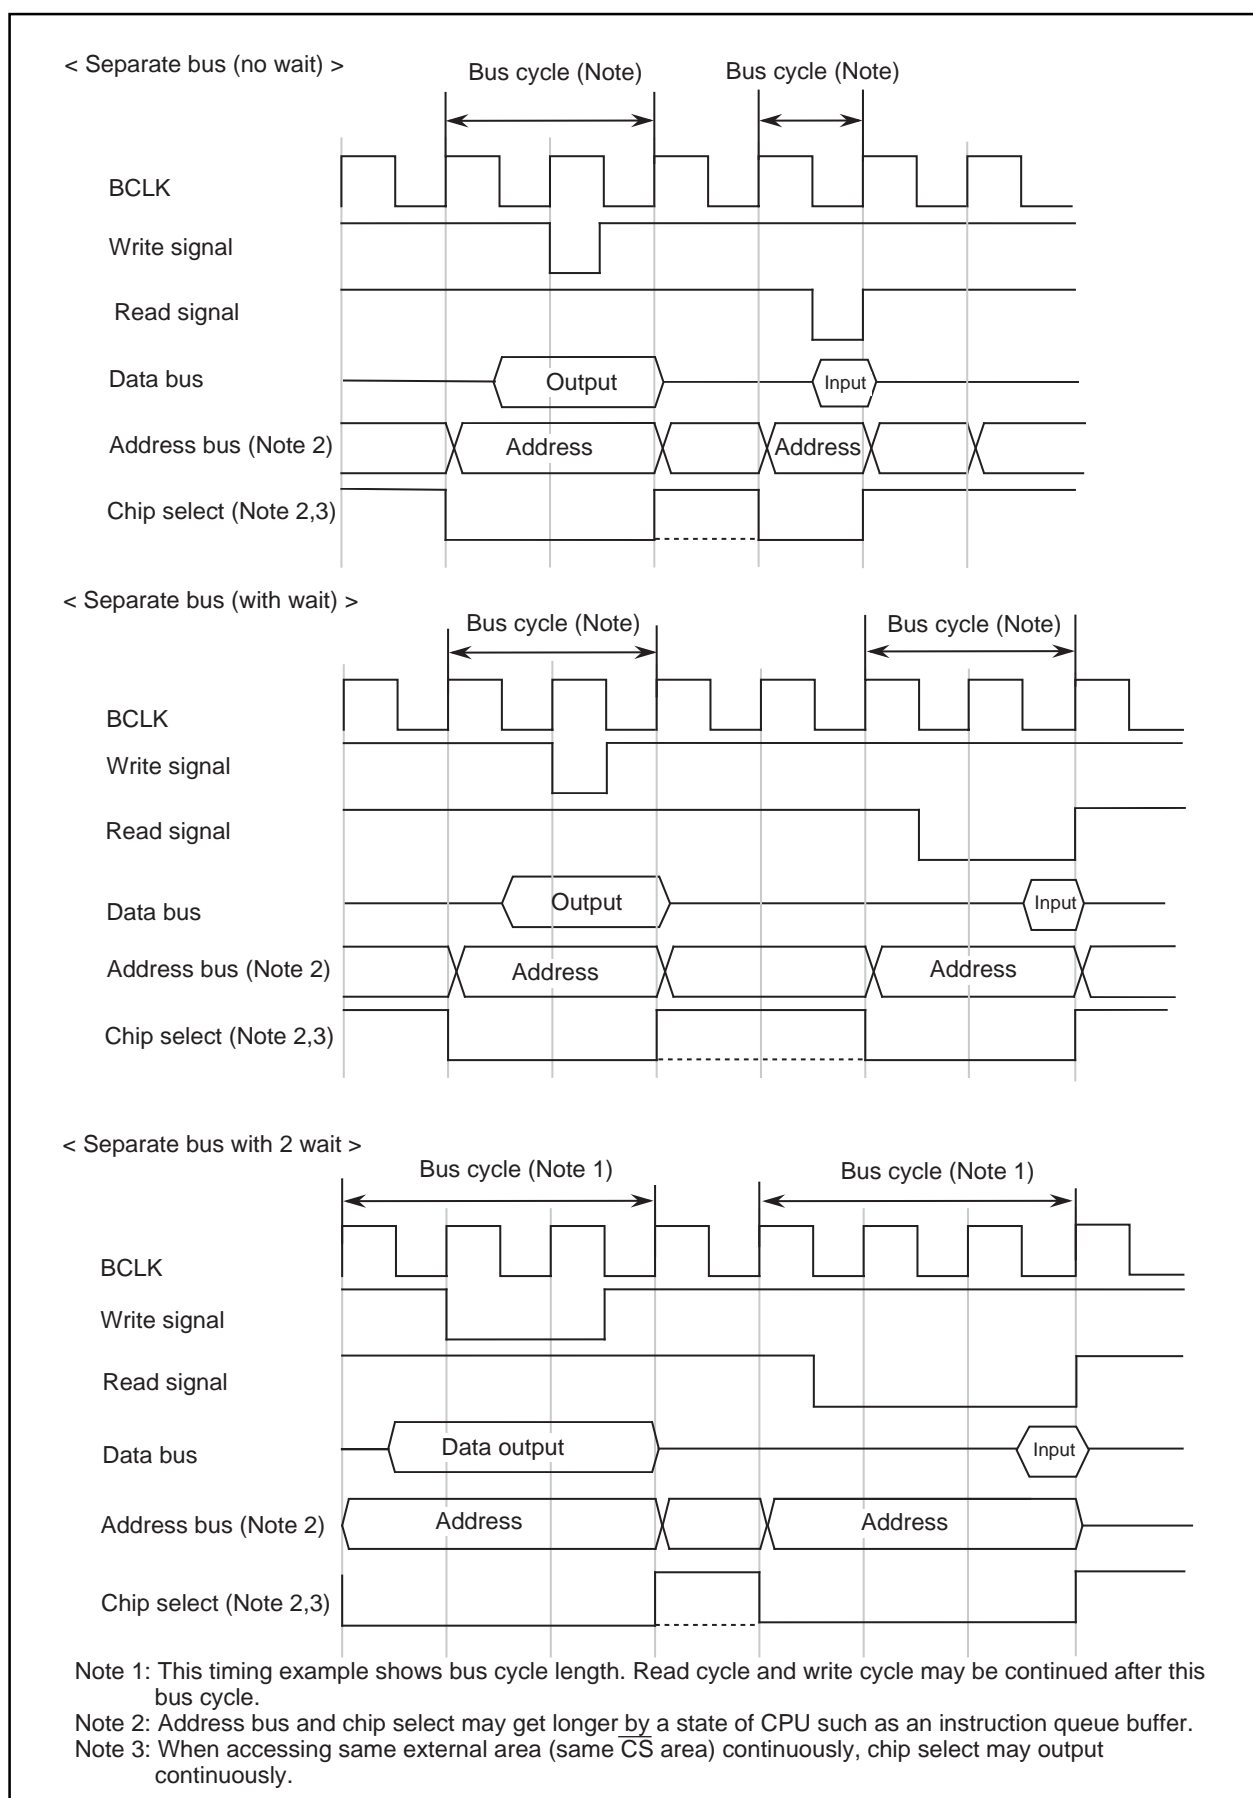 < Separate bus (no wait) >
Bus cycle (Note)
Bus cycle (Note)
BCLK
Write signal
Read signal
Data bus
Output
Input
Address bus (Note 2)
Address
Address
Chip select (Note 2,3)
< Separate bus (with wait) >
Bus cycle (Note)
Bus cycle (Note)
BCLK
Write signal
Read signal
Data bus
Output
Input
Address bus (Note 2)
Address
Address
Chip select (Note 2,3)
< Separate bus with 2 wait >
Bus cycle (Note 1)
Bus cycle (Note 1)
BCLK
Write signal
Read signal
Data bus
Data output
Input
Address bus (Note 2)
Address
Address
Chip select (Note 2,3)
Note 1: This timing example shows bus cycle length. Read cycle and write cycle may be continued after this
bus cycle.
Note 2: Address bus and chip select may get longer by a state of CPU such as an instruction queue buffer.
Note 3: When accessing same external area (same C̅S̅ area) continuously, chip select may output
continuously.